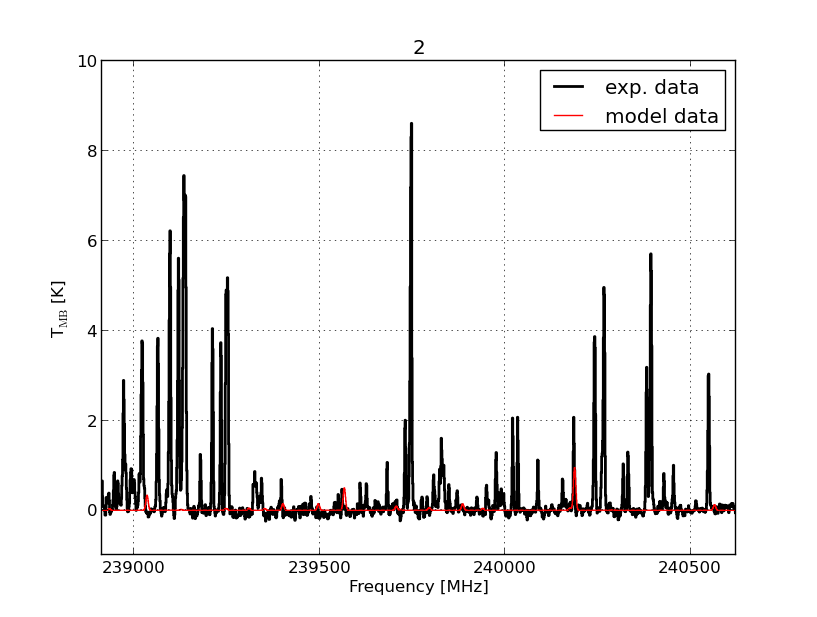 2
exp. data
model data
10
8
6
4
2
0
T_MB [K]
239000 239500 240000 240500
Frequency [MHz]